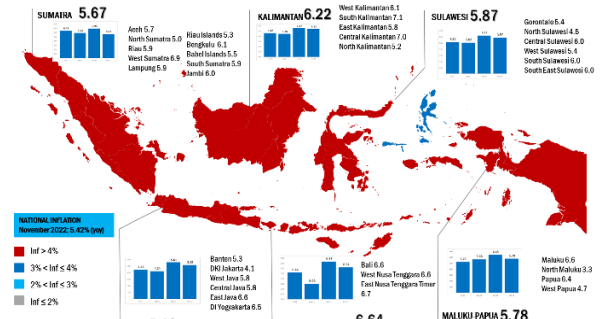 SUMATRA 5.67
Aceh 5.7
North Sumatra 5.0
Riau 5.9
West Sumatra 6.9
Lampung 5.9
Riau Islands 5.3
Bengkulu 6.1
Babel Islands 5.5
South Sumatra 5.9
Jambi 6.0
KALIMANTAN 6.22
West Kalimantan 6.1
South Kalimantan 7.1
East Kalimantan 5.8
Central Kalimantan 7.0
North Kalimantan 5.2
SULAWESI 5.87
Gorontalo 5.4
North Sulawesi 4.5
Central Sulawesi 6.0
West Sulawesi 5.4
South Sulawesi 6.0
South East Sulawesi 6.0
NATIONAL INFLATION
November 2022: 5.42% (yoy)
Inf > 4%
3% < Inf ≤ 4%
2% < Inf ≤ 3%
Inf ≤ 2%
Banten 5.3
DKI Jakarta 4.1
West Java 5.8
Central Java 5.8
East Java 6.6
DI Yogyakarta 6.5
Bali 6.6
West Nusa Tenggara 6.6
East Nusa Tenggara Timur
6.7
Maluku 6.6
North Maluku 3.3
Papua 6.4
West Papua 4.7
MALUKU-PAPUA 5.78